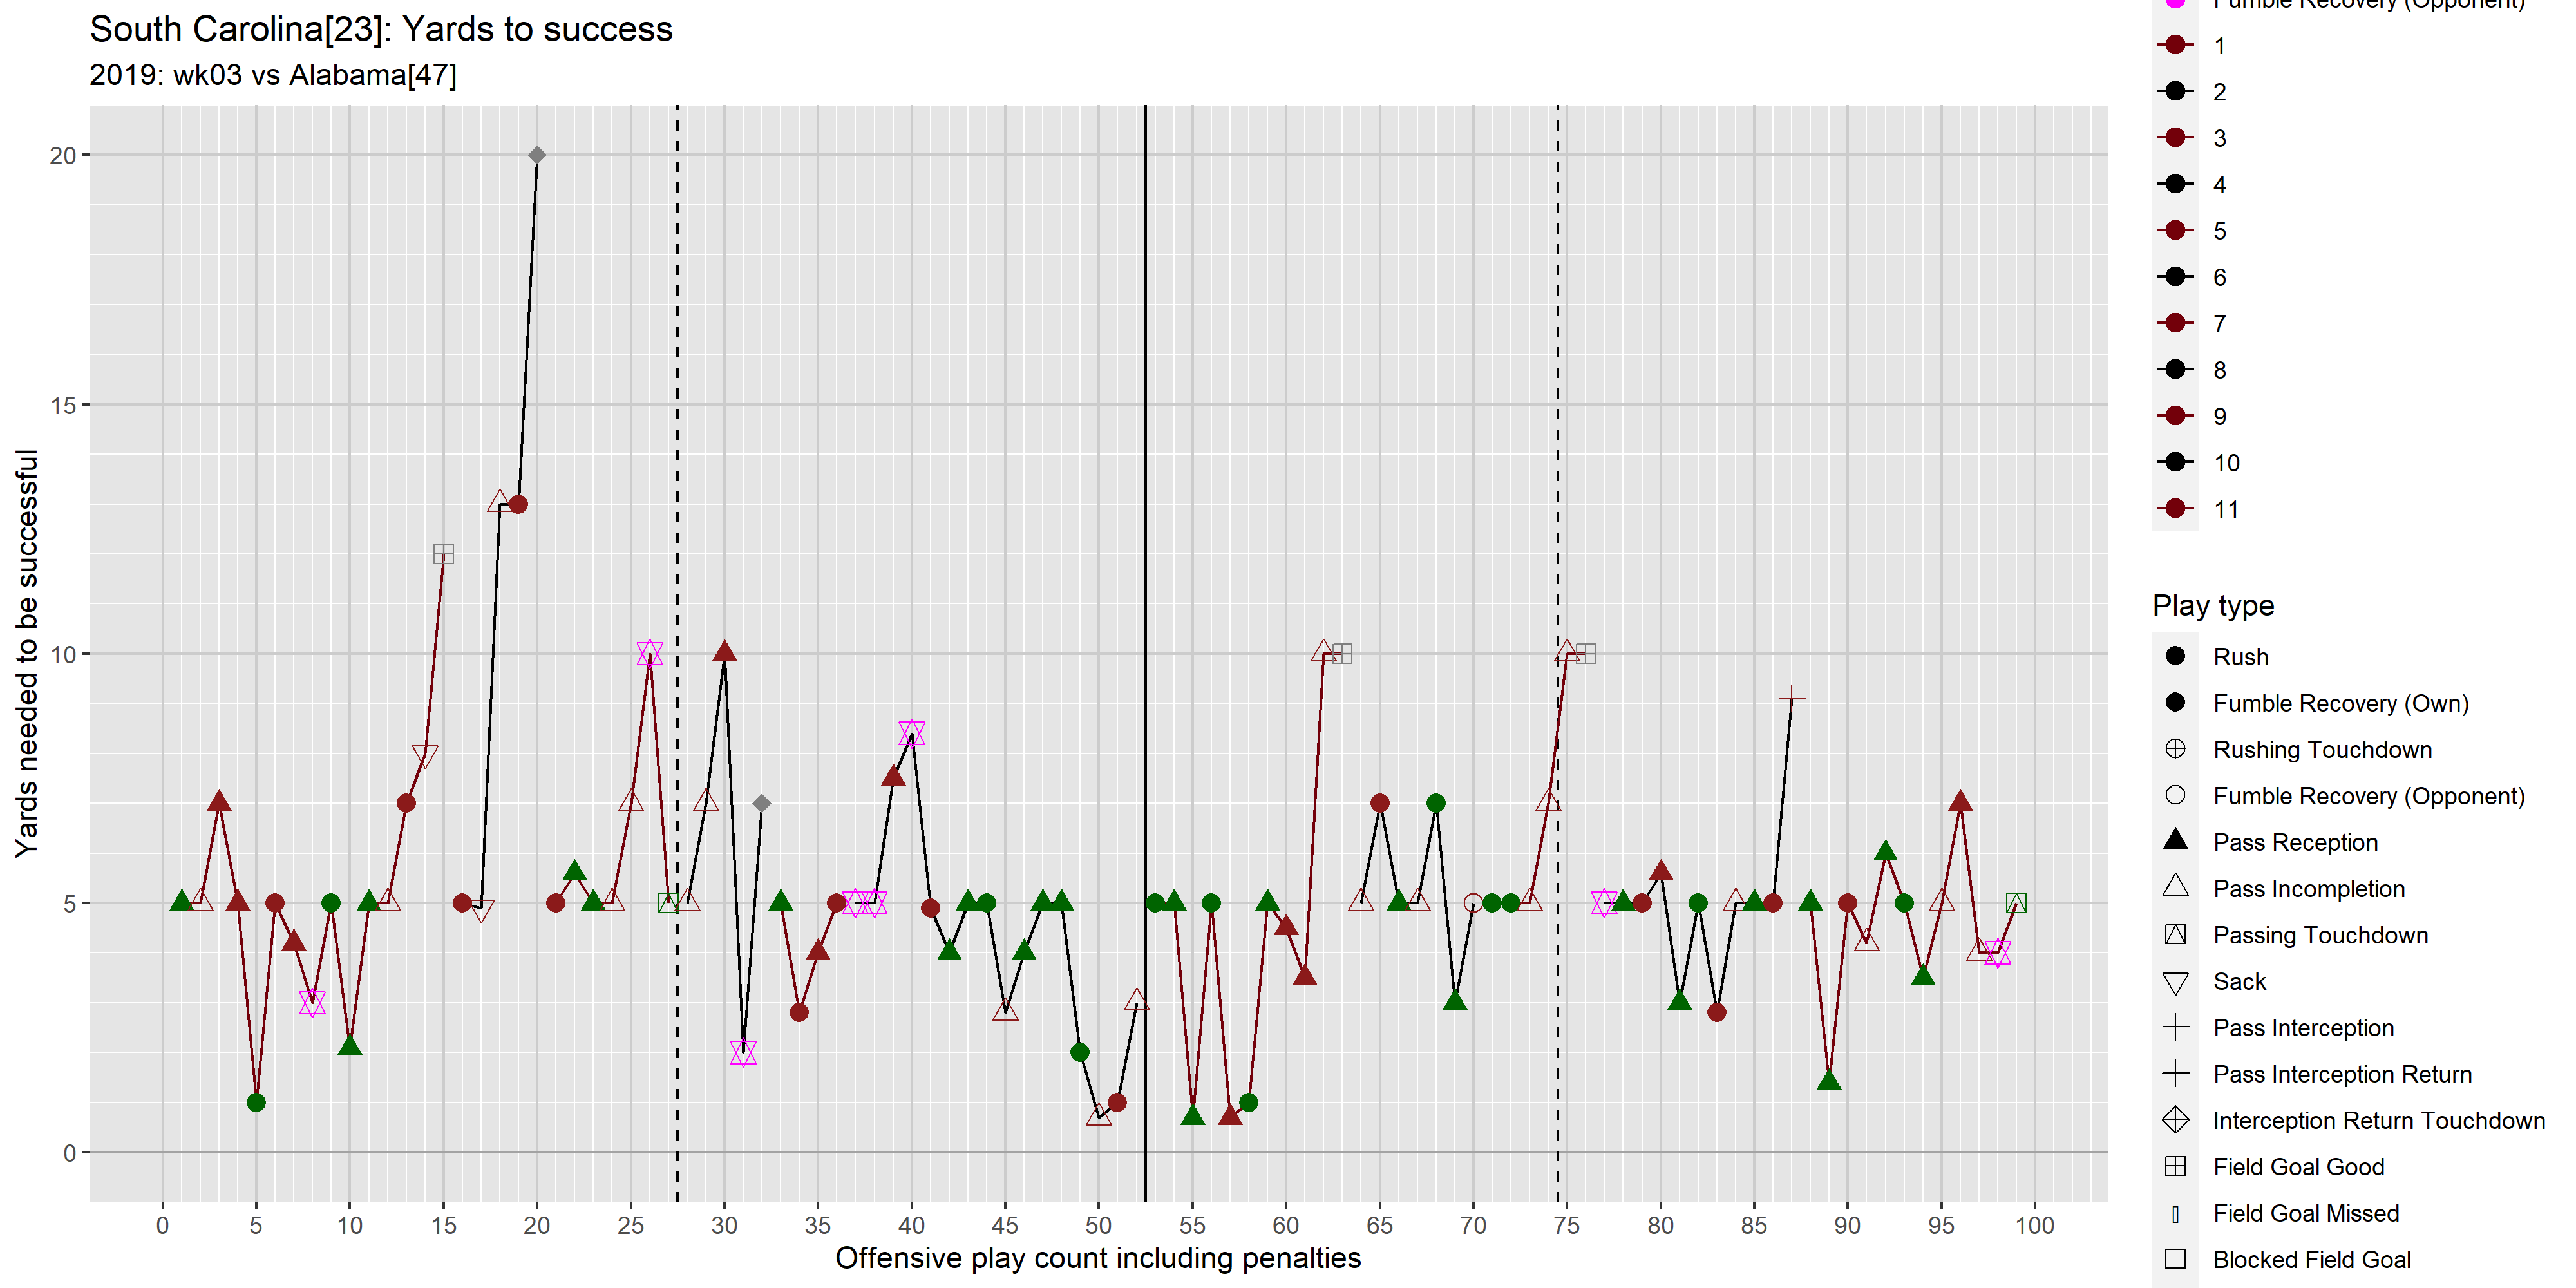 South Carolina[23]: Yards to success
2019: wk03 vs Alabama[47]
Yards needed to be successful
20
15
10
5
0
0 5 10 15 20 25 30 35 40 45 50 55 60 65 70 75 80 85 90 95 100
Offensive play count including penalties
Fumble Recovery (Opponent)
1
2
3
4
5
6
7
8
9
10
11
Play type
Rush
Fumble Recovery (Own)
Rushing Touchdown
Fumble Recovery (Opponent)
Pass Reception
Pass Incompletion
Passing Touchdown
Sack
Pass Interception
Pass Interception Return
Interception Return Touchdown
Field Goal Good
Field Goal Missed
Blocked Field Goal